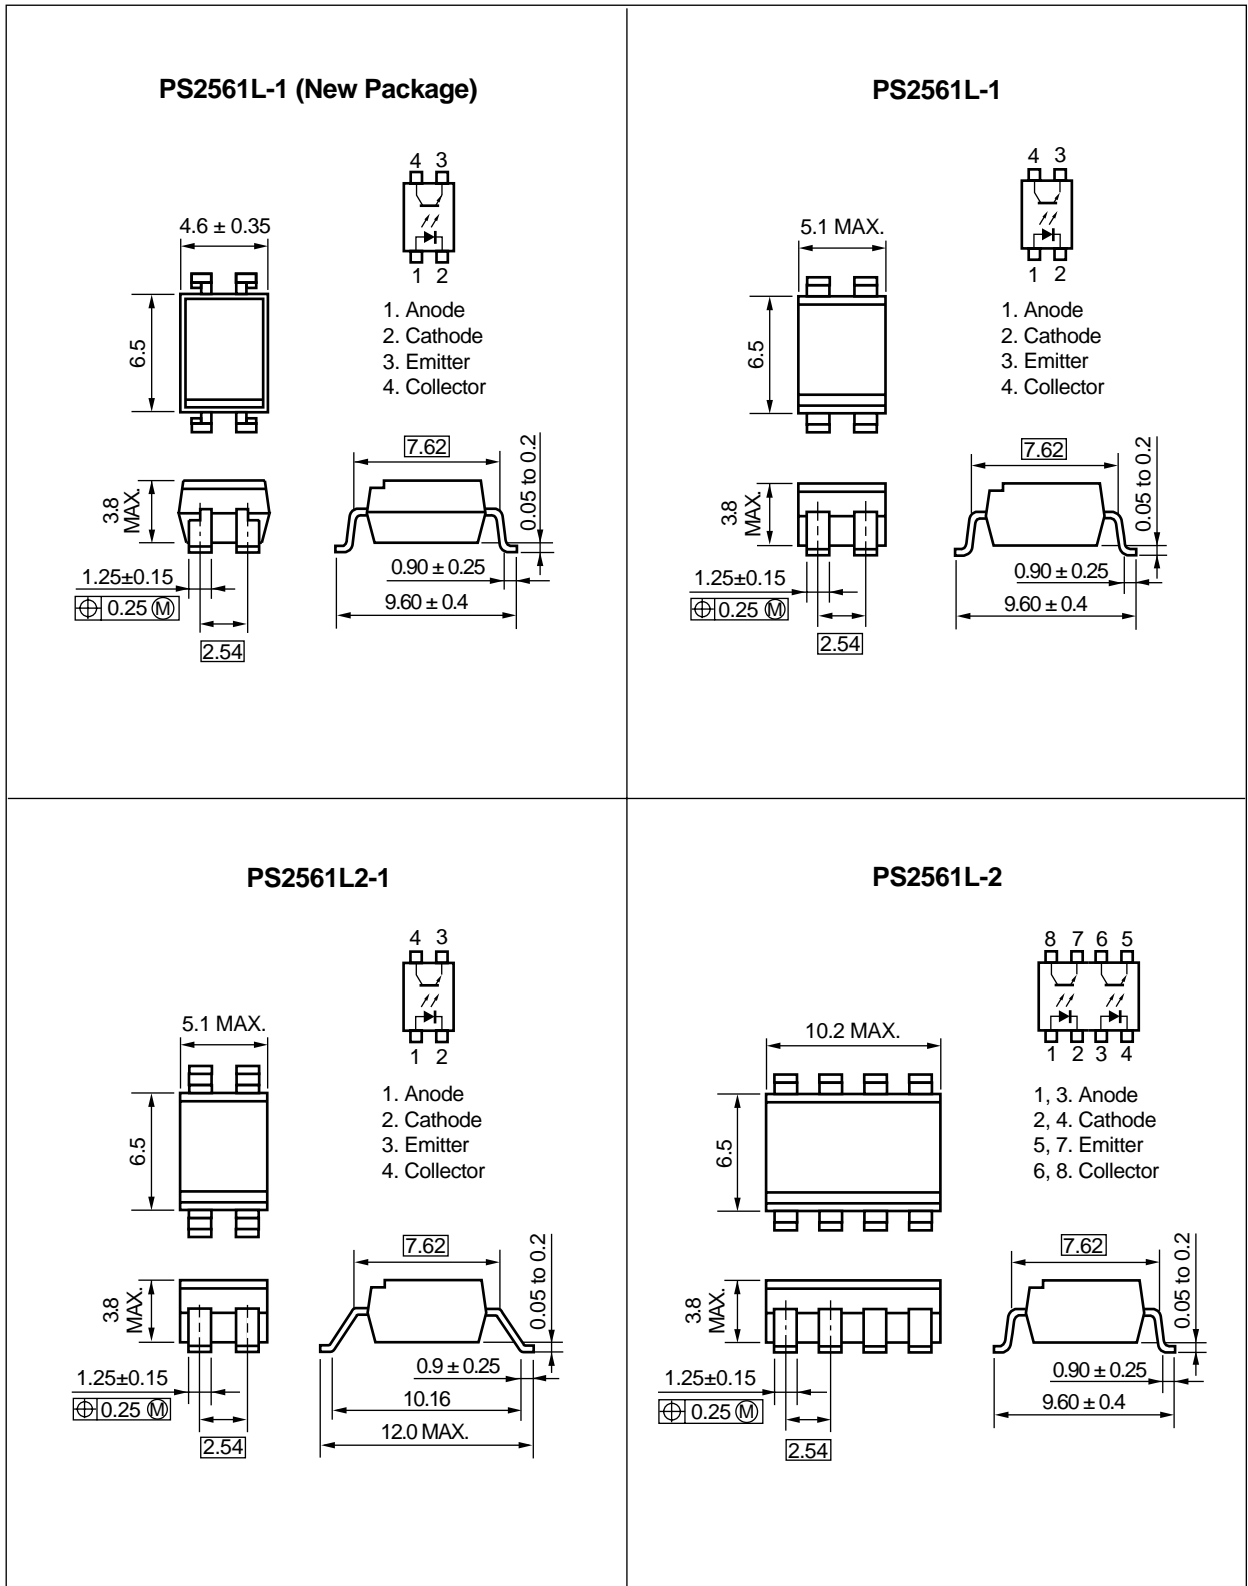 PS2561L-1 (New Package)
4 3
4.6 ± 0.35
1 2
1. Anode
2. Cathode
3. Emitter
4. Collector
6.5
7.62
3.8
MAX.
0.05 to 0.2
1.25±0.15
0.90 ± 0.25
0.25 Ⓜ
9.60 ± 0.4
2.54
PS2561L-1
4 3
5.1 MAX.
1 2
1. Anode
2. Cathode
3. Emitter
4. Collector
6.5
7.62
3.8
MAX.
0.05 to 0.2
1.25±0.15
0.90 ± 0.25
0.25 Ⓜ
9.60 ± 0.4
2.54
PS2561L2-1
4 3
5.1 MAX.
1 2
1. Anode
2. Cathode
3. Emitter
4. Collector
6.5
7.62
3.8
MAX.
0.05 to 0.2
1.25±0.15
0.9 ± 0.25
0.25 Ⓜ
10.16
12.0 MAX.
2.54
PS2561L-2
8 7 6 5
10.2 MAX.
1 2 3 4
1, 3. Anode
2, 4. Cathode
5, 7. Emitter
6, 8. Collector
6.5
7.62
3.8
MAX.
0.05 to 0.2
1.25±0.15
0.90 ± 0.25
0.25 Ⓜ
9.60 ± 0.4
2.54